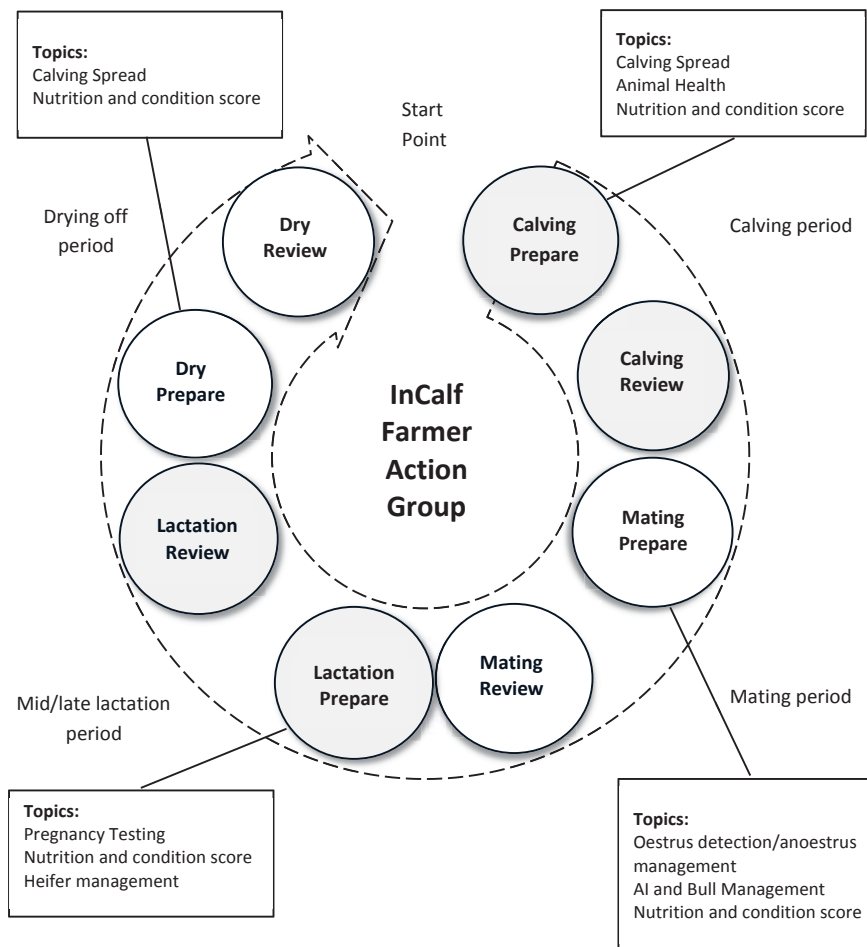 Topics:
Calving Spread
Nutrition and condition score
Topics:
Calving Spread
Animal Health
Nutrition and condition score
Start
Point
Drying off
period
Dry
Review
Calving
Prepare
Calving period
Dry
Prepare
Calving
Review
InCalf
Farmer
Action
Group
Lactation
Review
Mating
Prepare
Lactation
Prepare
Mating
Review
Mid/late lactation
period
Mating period
Topics:
Pregnancy Testing
Nutrition and condition score
Heifer management
Topics:
Oestrus detection/anoestrus
management
AI and Bull Management
Nutrition and condition score